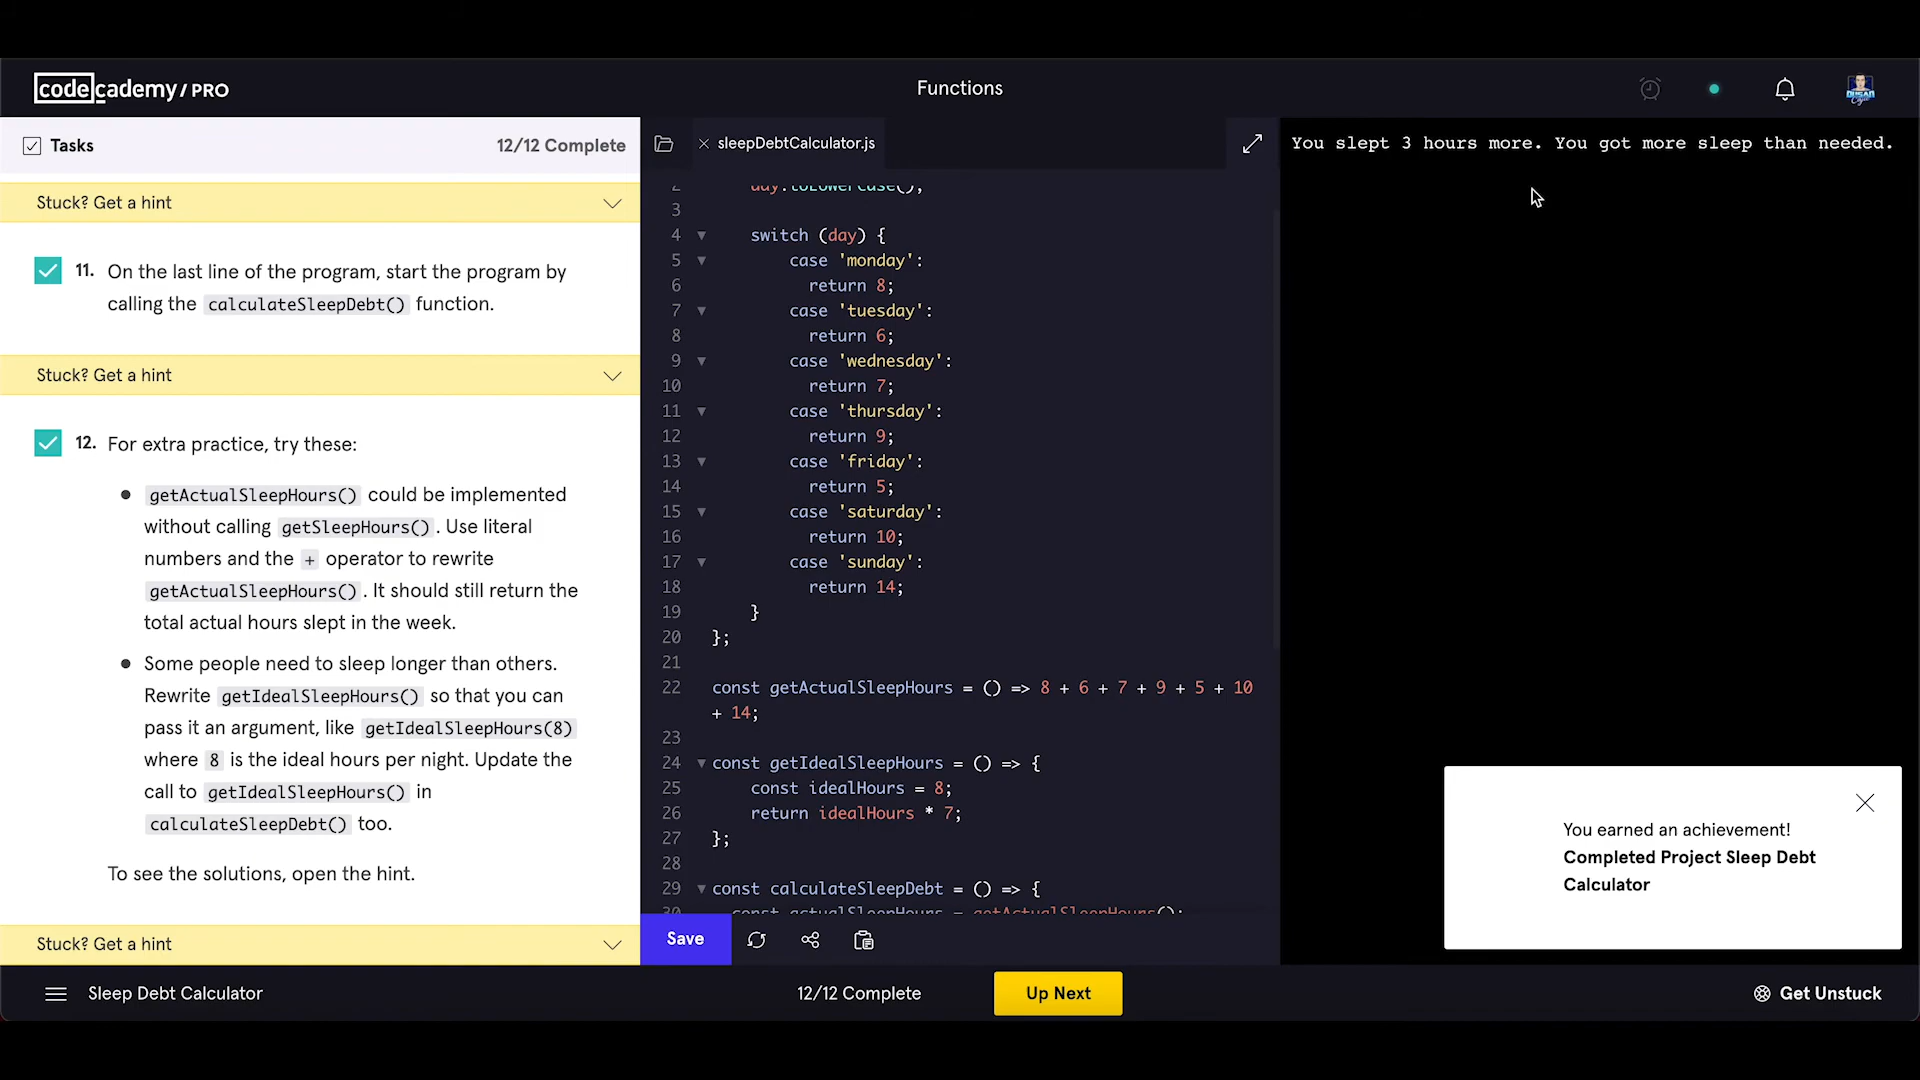 codecademy/PRO
Functions
Tasks
12/12 Complete
Stuck? Get a hint
11. On the last line of the program, start the program by
calling the calculateSleepDebt() function.
Stuck? Get a hint
12. For extra practice, try these:
getActualSleepHours() could be implemented
without calling getSleepHours(). Use literal
numbers and the + operator to rewrite
getActualSleepHours(). It should still return the
total actual hours slept in the week.
Some people need to sleep longer than others.
Rewrite getIdealSleepHours() so that you can
pass it an argument, like getIdealSleepHours(8)
where 8 is the ideal hours per night. Update the
call to getIdealSleepHours() in
calculateSleepDebt() too.
To see the solutions, open the hint.
Stuck? Get a hint
sleepDebtCalculator.js
2 day.toLowerCase();
3
4 switch (day) {
5 case 'monday':
6 return 8;
7 case 'tuesday':
8 return 6;
9 case 'wednesday':
10 return 7;
11 case 'thursday':
12 return 9;
13 case 'friday':
14 return 5;
15 case 'saturday':
16 return 10;
17 case 'sunday':
18 return 14;
19 }
20 };
21
22 const getActualSleepHours = () => 8 + 6 + 7 + 9 + 5 + 10
+ 14;
23
24 const getIdealSleepHours = () => {
25 const idealHours = 8;
26 return idealHours * 7;
27 };
28
29 const calculateSleepDebt = () => {
30 const actualSleepHours = getActualSleepHours();
Save
You slept 3 hours more. You got more sleep than needed.
You earned an achievement!
Completed Project Sleep Debt
Calculator
Sleep Debt Calculator
12/12 Complete
Up Next
Get Unstuck